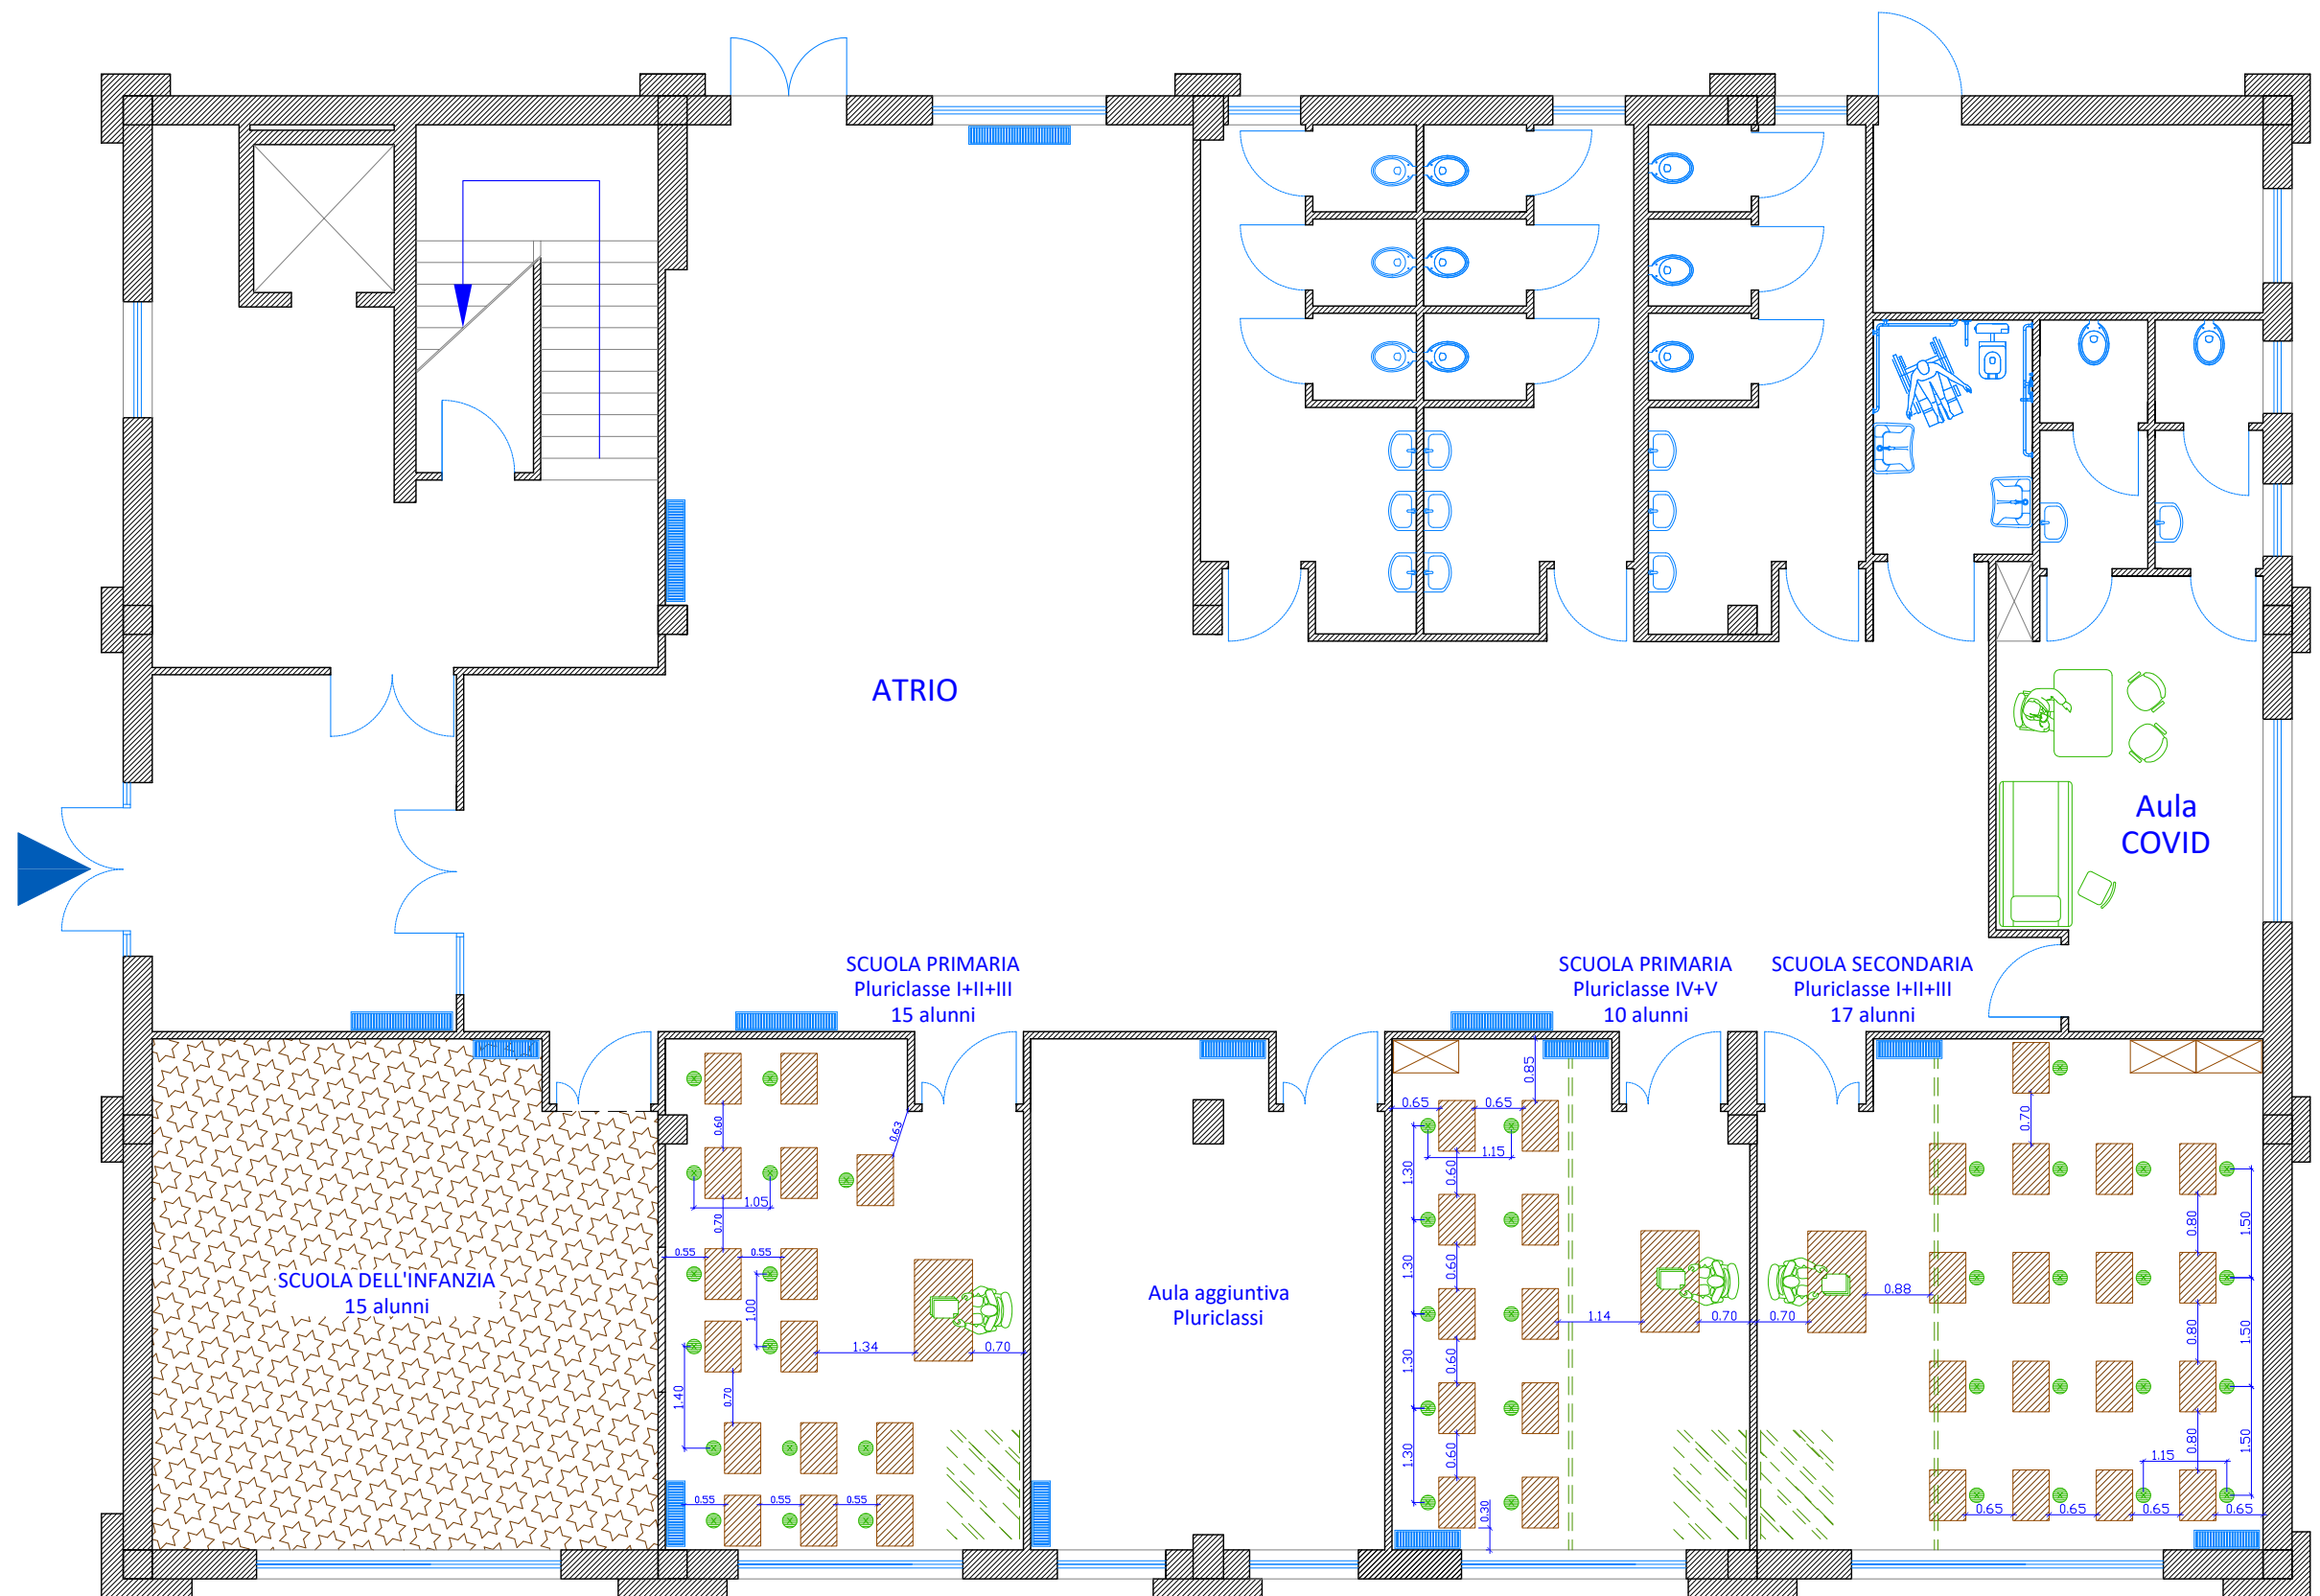 ATRIO
Aula
COVID
SCUOLA PRIMARIA
Pluriclasse I+II+III
15 alunni
SCUOLA PRIMARIA
Pluriclasse IV+V
10 alunni
SCUOLA SECONDARIA
Pluriclasse I+II+III
17 alunni
SCUOLA DELL'INFANZIA
15 alunni
Aula aggiuntiva
Pluriclassi
0.60
0.63
1.05
0.70
0.55
0.55
1.00
1.34
0.70
1.40
0.70
0.55
0.55
0.55
0.85
0.65
0.65
1.15
1.30
0.60
1.30
0.60
1.14
0.70
1.30
0.60
1.30
0.60
0.30
0.70
0.70
0.88
0.80
1.50
0.80
1.50
0.80
1.50
1.15
0.65
0.65
0.65
0.65